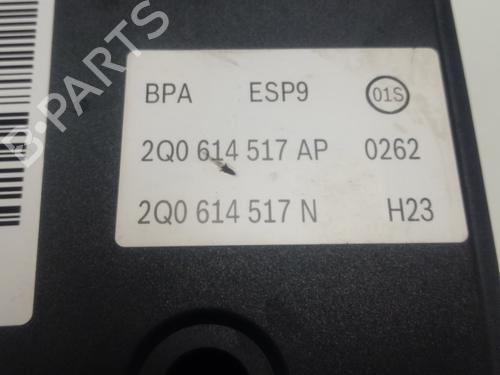 B-PARTS
BPA ESP9 01S
2Q0 614 517 AP 0262
2Q0 614 517 N H23